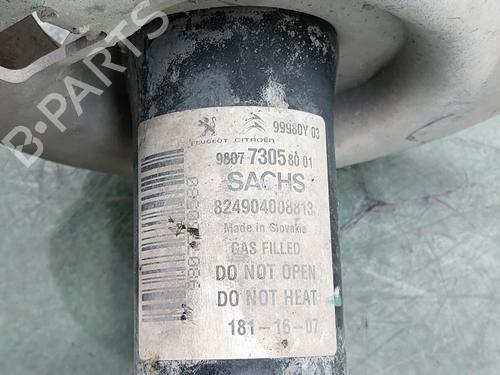 99980Y 03
PEUGEOT CITROËN
9807 7305 80 01
SACHS
824904008813
Made in Slovakia
GAS FILLED
DO NOT OPEN
DO NOT HEAT
181-16-07